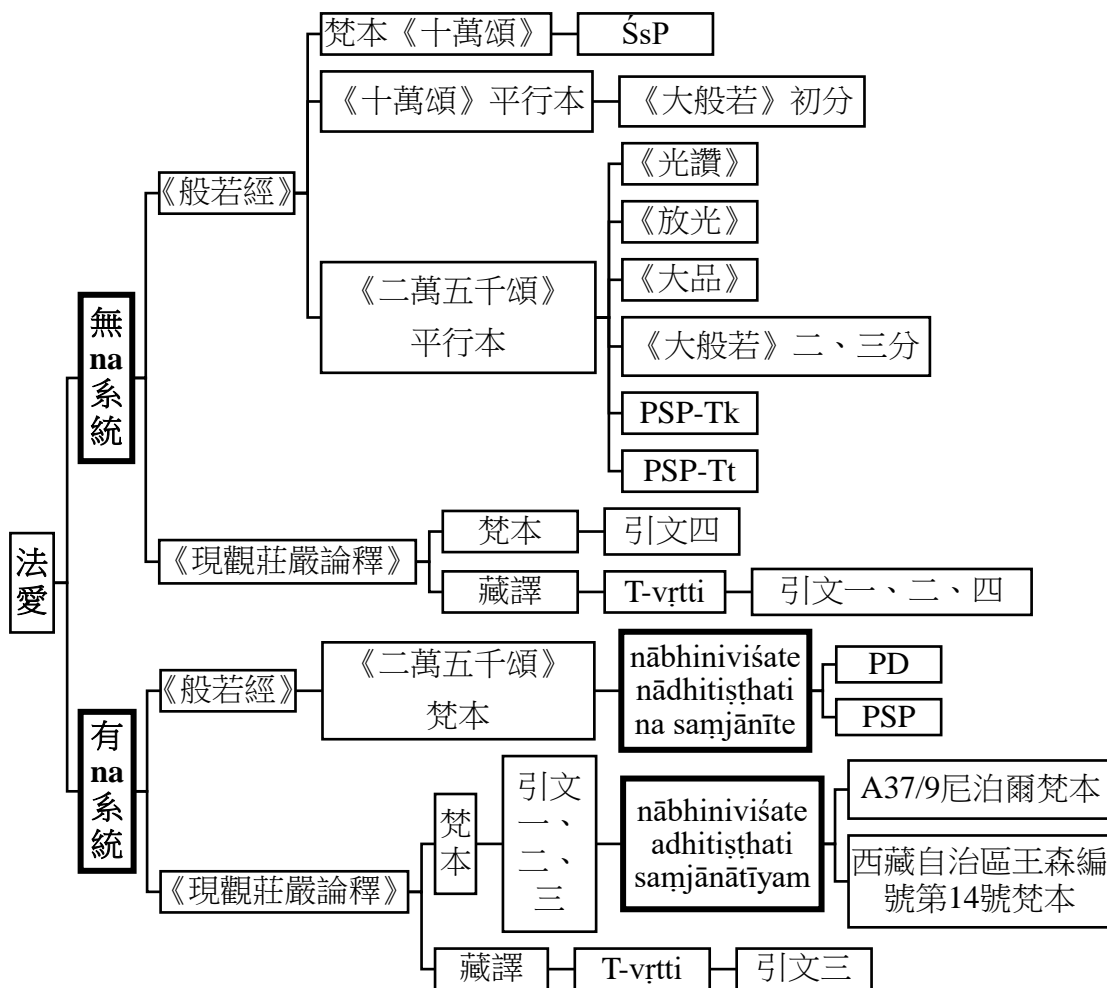 法愛
無
na
系
統
《般若經》
梵本《十萬頌》
ŚsP
《十萬頌》平行本
《大般若》初分
《二萬五千頌》
平行本
《光讚》
《放光》
《大品》
《大般若》二、三分
PSP-Tk
PSP-Tt
《現觀莊嚴論釋》
梵本
引文四
藏譯
T-vṛtti
引文一、二、四
有
na
系
統
《般若經》
《二萬五千頌》
梵本
nābhiniviśate
nādhitiṣṭhati
na saṃjānīte
PD
PSP
《現觀莊嚴論釋》
梵本
引文
一、
二、
三
nābhiniviśate
adhitiṣṭhati
saṃjānātīyam
A37/9尼泊爾梵本
西藏自治區王森編
號第14號梵本
藏譯
T-vṛtti
引文三